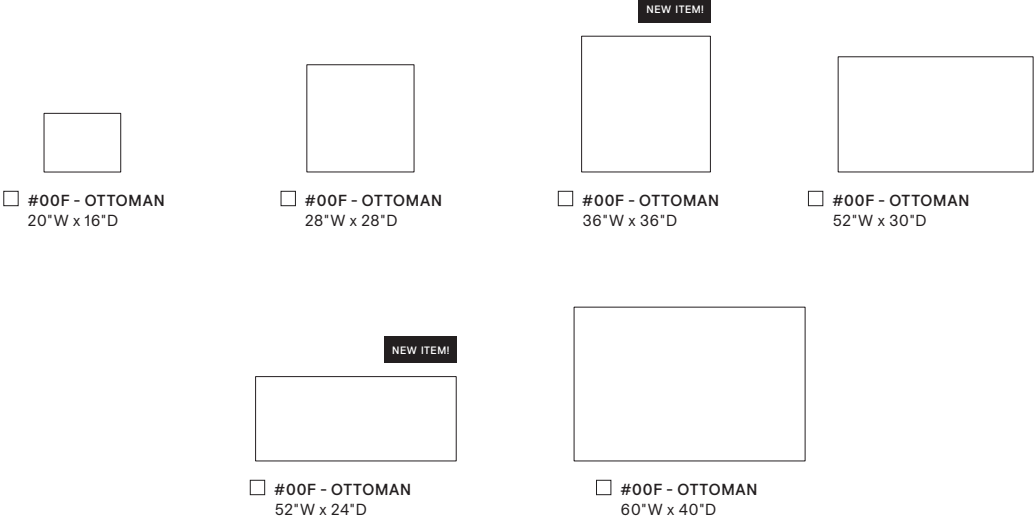 NEW ITEM!
#00F - OTTOMAN
20"W x 16"D
#00F - OTTOMAN
28"W x 28"D
#00F - OTTOMAN
36"W x 36"D
#00F - OTTOMAN
52"W x 30"D
NEW ITEM!
#00F - OTTOMAN
52"W x 24"D
#00F - OTTOMAN
60"W x 40"D